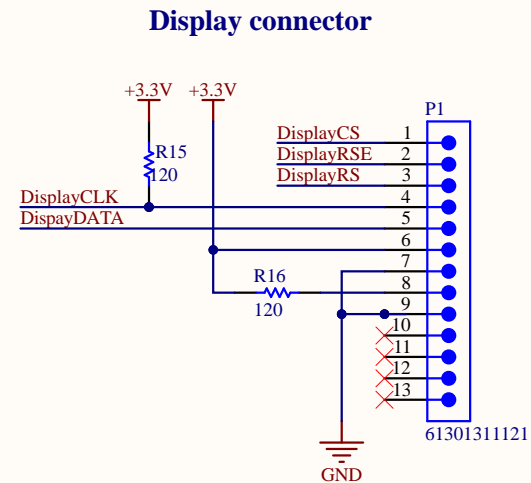 Display connector
+3.3V +3.3V
P1
DisplayCS 1
R15 DisplayRSE 2
120 DisplayRS 3
DisplayCLK 4
DispayDATA 5
6
7
R16 8
120 9
10
11
12
13
61301311121
GND